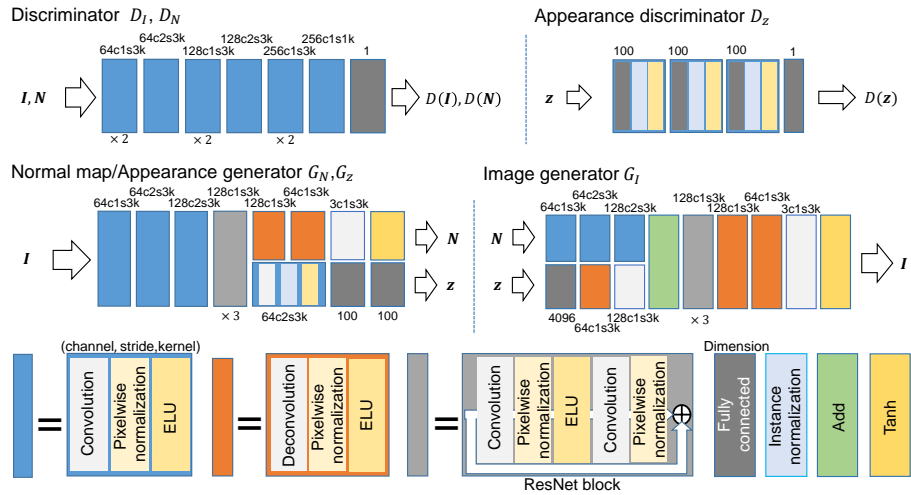 Discriminator D_I, D_N
64c2s3k 128c2s3k 256c1s1k
64c1s3k 128c1s3k 256c1s3k 1
I, N
D(I), D(N)
× 2 × 2 × 2
Appearance discriminator D_z
100 100 100 1
z
D(z)
Normal map/Appearance generator G_N,G_z
64c2s3k 128c1s3k 64c1s3k
64c1s3k 128c2s3k 128c1s3k 3c1s3k
I
N
z
× 3 64c2s3k 100 100
Image generator G_I
64c2s3k 128c1s3k 64c1s3k
64c1s3k 128c2s3k 128c1s3k 3c1s3k
N
z
I
4096 128c1s3k × 3
64c1s3k
(channel, stride,kernel)
=
Convolution
Pixelwise
normalization
ELU
=
Deconvolution
Pixelwise
normalization
ELU
=
Convolution
Pixelwise
normalization
ELU
Convolution
Pixelwise
normalization
ResNet block
Dimension
Fully
connected
Instance
normalization
Add
Tanh